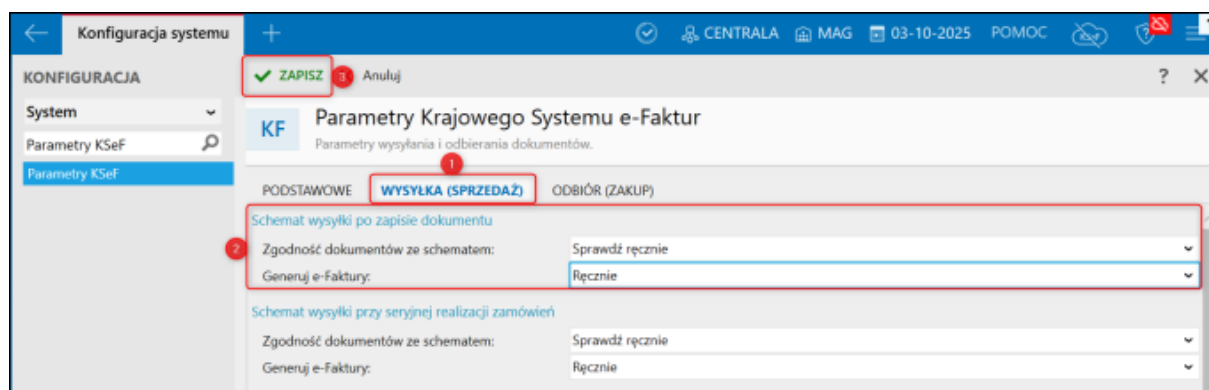 Konfiguracja systemu
CENTRALA MAG 03-10-2025 POMOC
KONFIGURACJA
ZAPISZ 3 Anuluj ?
System
Parametry KSeF
Parametry KSeF
KF
Parametry Krajowego Systemu e-Faktur
Parametry wysyłania i odbierania dokumentów.
1
PODSTAWOWE WYSYŁKA (SPRZEDAŻ) ODBIÓR (ZAKUP)
2
Schemat wysyłki po zapisie dokumentu
Zgodność dokumentów ze schematem: Sprawdź ręcznie
Generuj e-Faktury: Ręcznie
Schemat wysyłki przy seryjnej realizacji zamówień
Zgodność dokumentów ze schematem: Sprawdź ręcznie
Generuj e-Faktury: Ręcznie